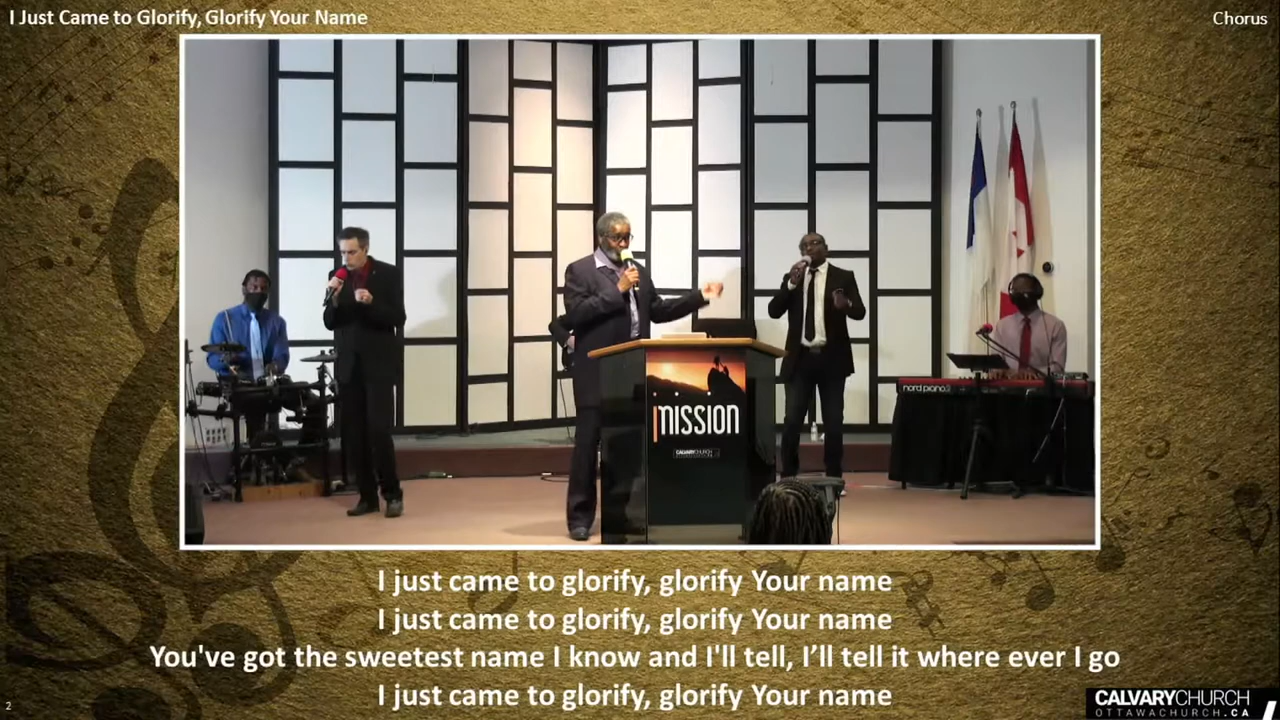 I Just Came to Glorify, Glorify Your Name
Chorus
nord piano 2
mission
CALVARYCHURCH
I just came to glorify, glorify Your name
I just came to glorify, glorify Your name
You've got the sweetest name I know and I'll tell, I’ll tell it where ever I go
I just came to glorify, glorify Your name
2
CALVARYCHURCH
OTTAWACHURCH.CA